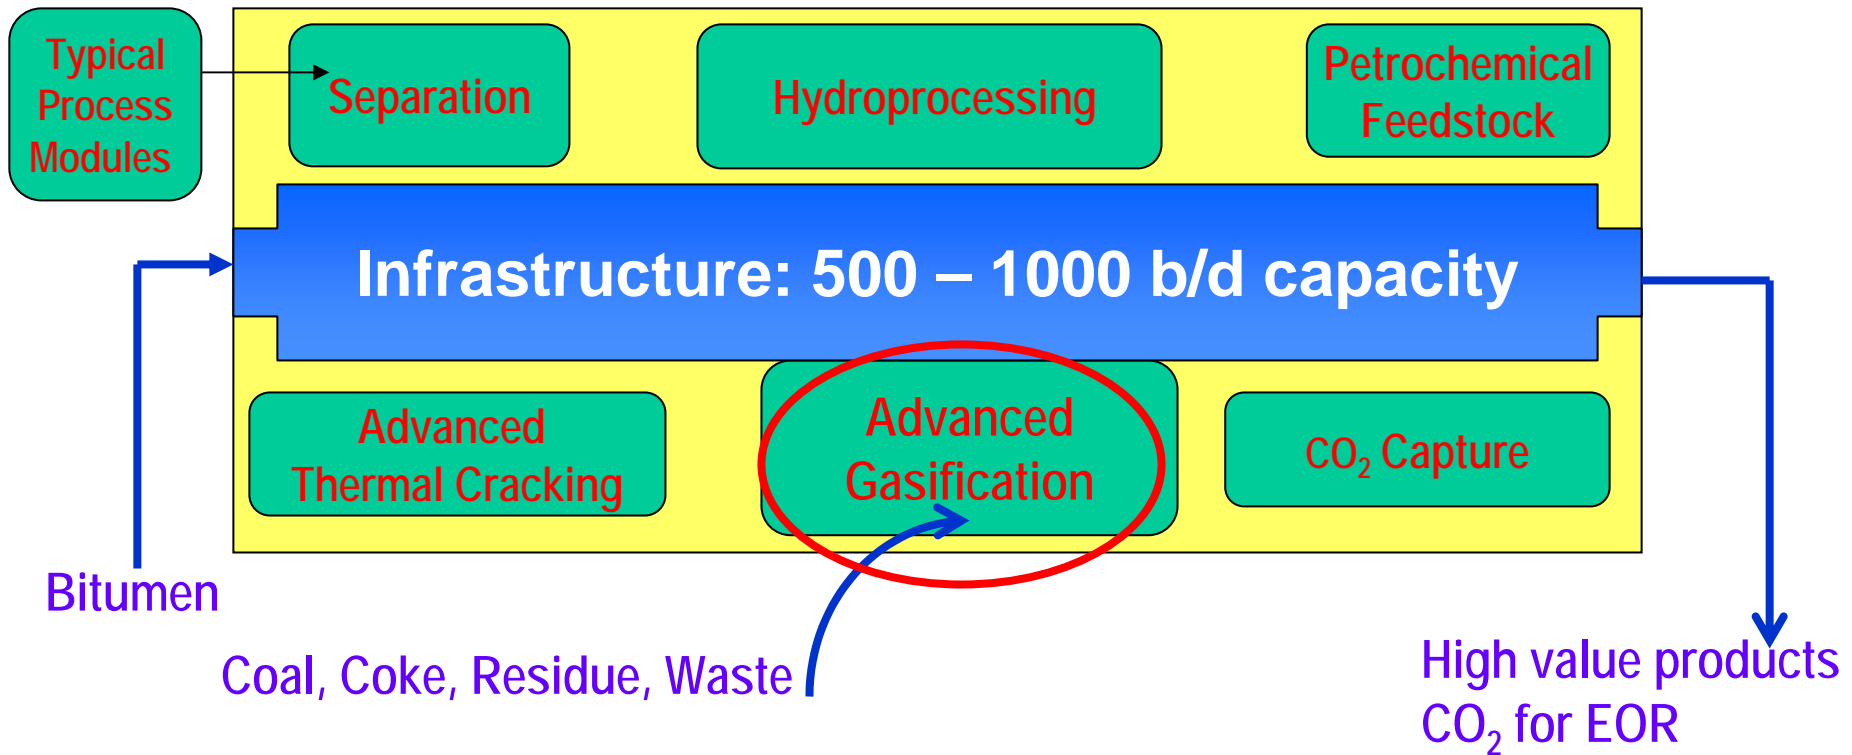 Typical
Process
Modules
Separation
Hydroprocessing
Petrochemical
Feedstock
Infrastructure: 500 – 1000 b/d capacity
Advanced
Thermal Cracking
Advanced
Gasification
CO₂ Capture
Bitumen
Coal, Coke, Residue, Waste
High value products
CO₂ for EOR